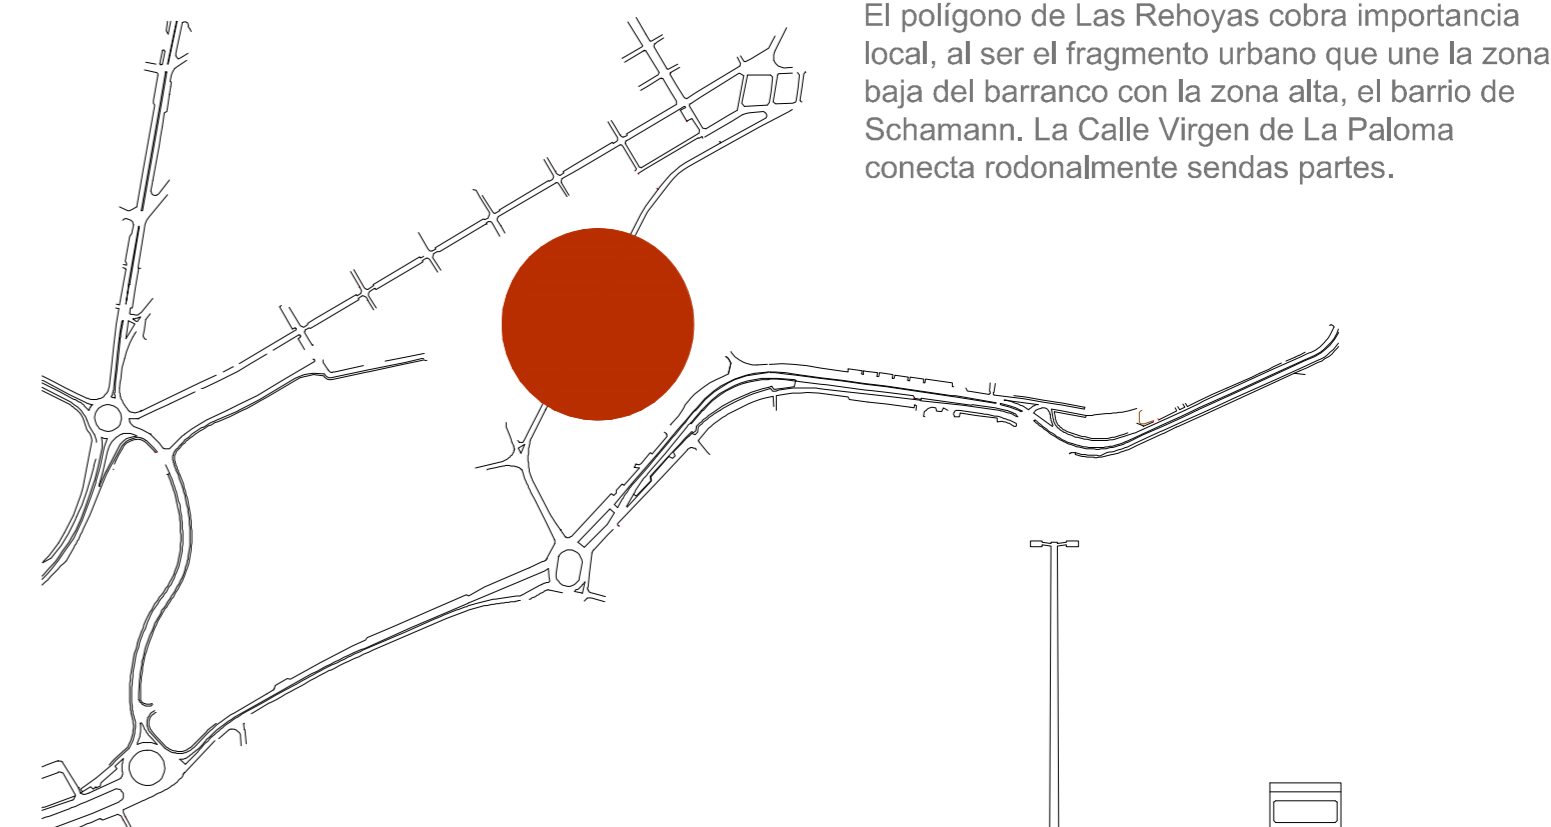 El polígono de Las Rehoyas cobra importancia
local, al ser el fragmento urbano que une la zona
baja del barranco con la zona alta, el barrio de
Schamann. La Calle Virgen de La Paloma
conecta rodonalmente sendas partes.